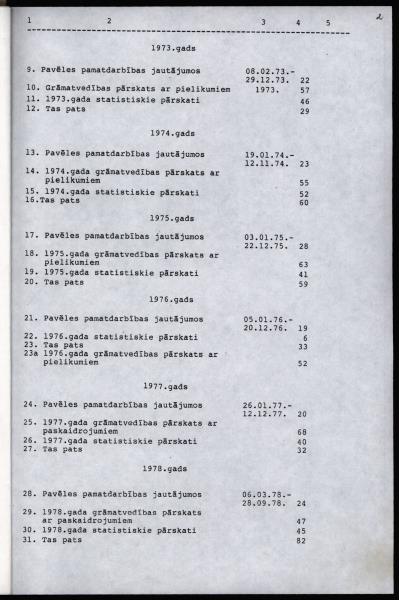 2
1 2 3 4 5
1973.gads
9. Pavēles pamatdarbības jautājumos 08.02.73.-
29.12.73. 22
10. Grāmatvedības pārskats ar pielikumiem 1973. 57
11. 1973.gada statistiskie pārskati 46
12. Tas pats 29
1974.gads
13. Pavēles pamatdarbības jautājumos 19.01.74.-
12.11.74. 23
14. 1974.gada grāmatvedības pārskats ar
pielikumiem 55
15. 1974.gada statistiskie pārskati 52
16.Tas pats 60
1975.gads
17. Pavēles pamatdarbības jautājumos 03.01.75.-
22.12.75. 28
18. 1975.gada grāmatvedības pārskats ar
pielikumiem 63
19. 1975.gada statistiskie pārskati 41
20. Tas pats 59
1976.gads
21. Pavēles pamatdarbības jautājumos 05.01.76.-
20.12.76. 19
22. 1976.gada statistiskie pārskati 6
23. Tas pats 33
23a 1976.gada grāmatvedības pārskats ar
pielikumiem 52
1977.gads
24. Pavēles pamatdarbības jautājumos 26.01.77.-
12.12.77. 20
25. 1977.gada grāmatvedības pārskats ar
paskaidrojumiem 68
26. 1977.gada statistiskie pārskati 40
27. Tas pats 32
1978.gads
28. Pavēles pamatdarbības jautājumos 06.03.78.-
28.09.78. 24
29. 1978.gada grāmatvedības pārskats
ar paskaidrojumiem 47
30. 1978.gada statistiskie pārskati 45
31. Tas pats 82